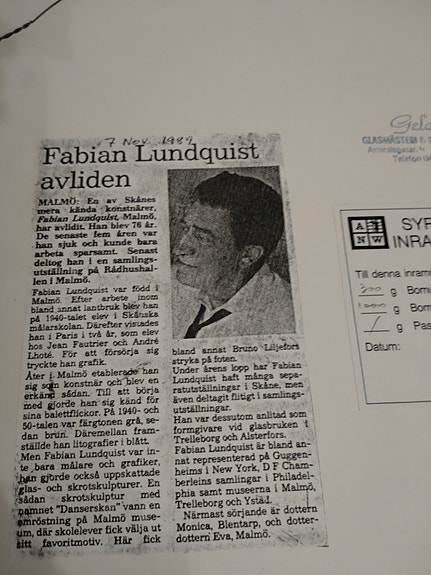 7 Nov 1989
Fabian Lundquist
avliden
MALMÖ: En av Skånes
mera kända konstnärer,
Fabian Lundquist, Malmö,
har avlidit. Han blev 76 år.
De senaste fem åren var
han sjuk och kunde bara
arbeta sparsamt. Senast
deltog han i en samlings-
utställning på Rådhushal-
len i Malmö.
Fabian Lundquist var född i
Malmö. Efter arbete inom
bland annat lantbruk blev han
på 1940-talet elev i Skånska
målarskolan. Därefter vistades
han i Paris i två år, som elev
hos Jean Fautrier och André
Lhoté. För att försörja sig
tryckte han grafik.
Åter i Malmö etablerade han
sig som konstnär och blev en
erkänd sådan. Till att börja
med gjorde han sig känd för
sina balettflickor. På 1940- och
50-talen var färgtonen grå, se-
dan brun. Däremellan fram-
ställde han litografier i blått.
Men Fabian Lundquist var in-
te bara målare och grafiker,
han gjorde också uppskattade
glas- och skrotskulpturer. En
sådan skrotskulptur med
namnet "Danserskan" vann en
omröstning på Malmö muse-
um, där skolelever fick välja ut
sitt favoritmotiv. Här fick
bland annat Bruno Liljefors
stryka på foten.
Under årens lopp har Fabian
Lundquist haft många sepa-
ratutställningar i Skåne, men
även deltagit flitigt i samlings-
utställningar.
Han var dessutom anlitad som
formgivare vid glasbruken i
Trelleborg och Alsterfors.
Fabian Lundquist är bland an-
nat representerad på Guggen-
heims i New York, D F Cham-
berleins samlingar i Philadel-
phia samt museerna i Malmö,
Trelleborg och Ystad.
Närmast sörjande är dottern
Monica, Blentarp, och dotter-
dottern Eva, Malmö.
GLASMÄSTERI &
Telefon
A
N W
SYR
INRA
Till denna inram
g Bomu
g Bom
g Pas
Datum: